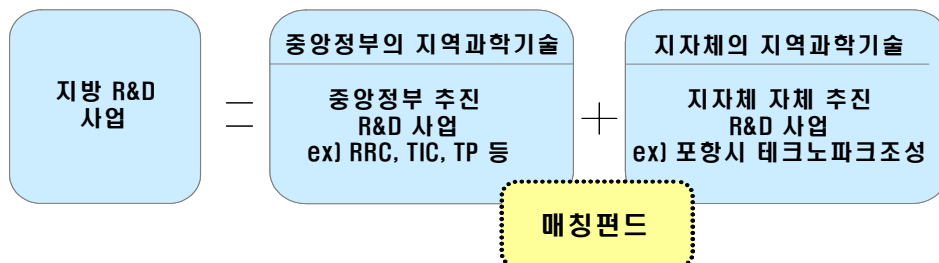 지방 R&D
사업
=
중앙정부의 지역과학기술
중앙정부 추진
R&D 사업
ex) RRC, TIC, TP 등
+
지자체의 지역과학기술
지자체 자체 추진
R&D 사업
ex) 포항시 테크노파크조성
매칭펀드